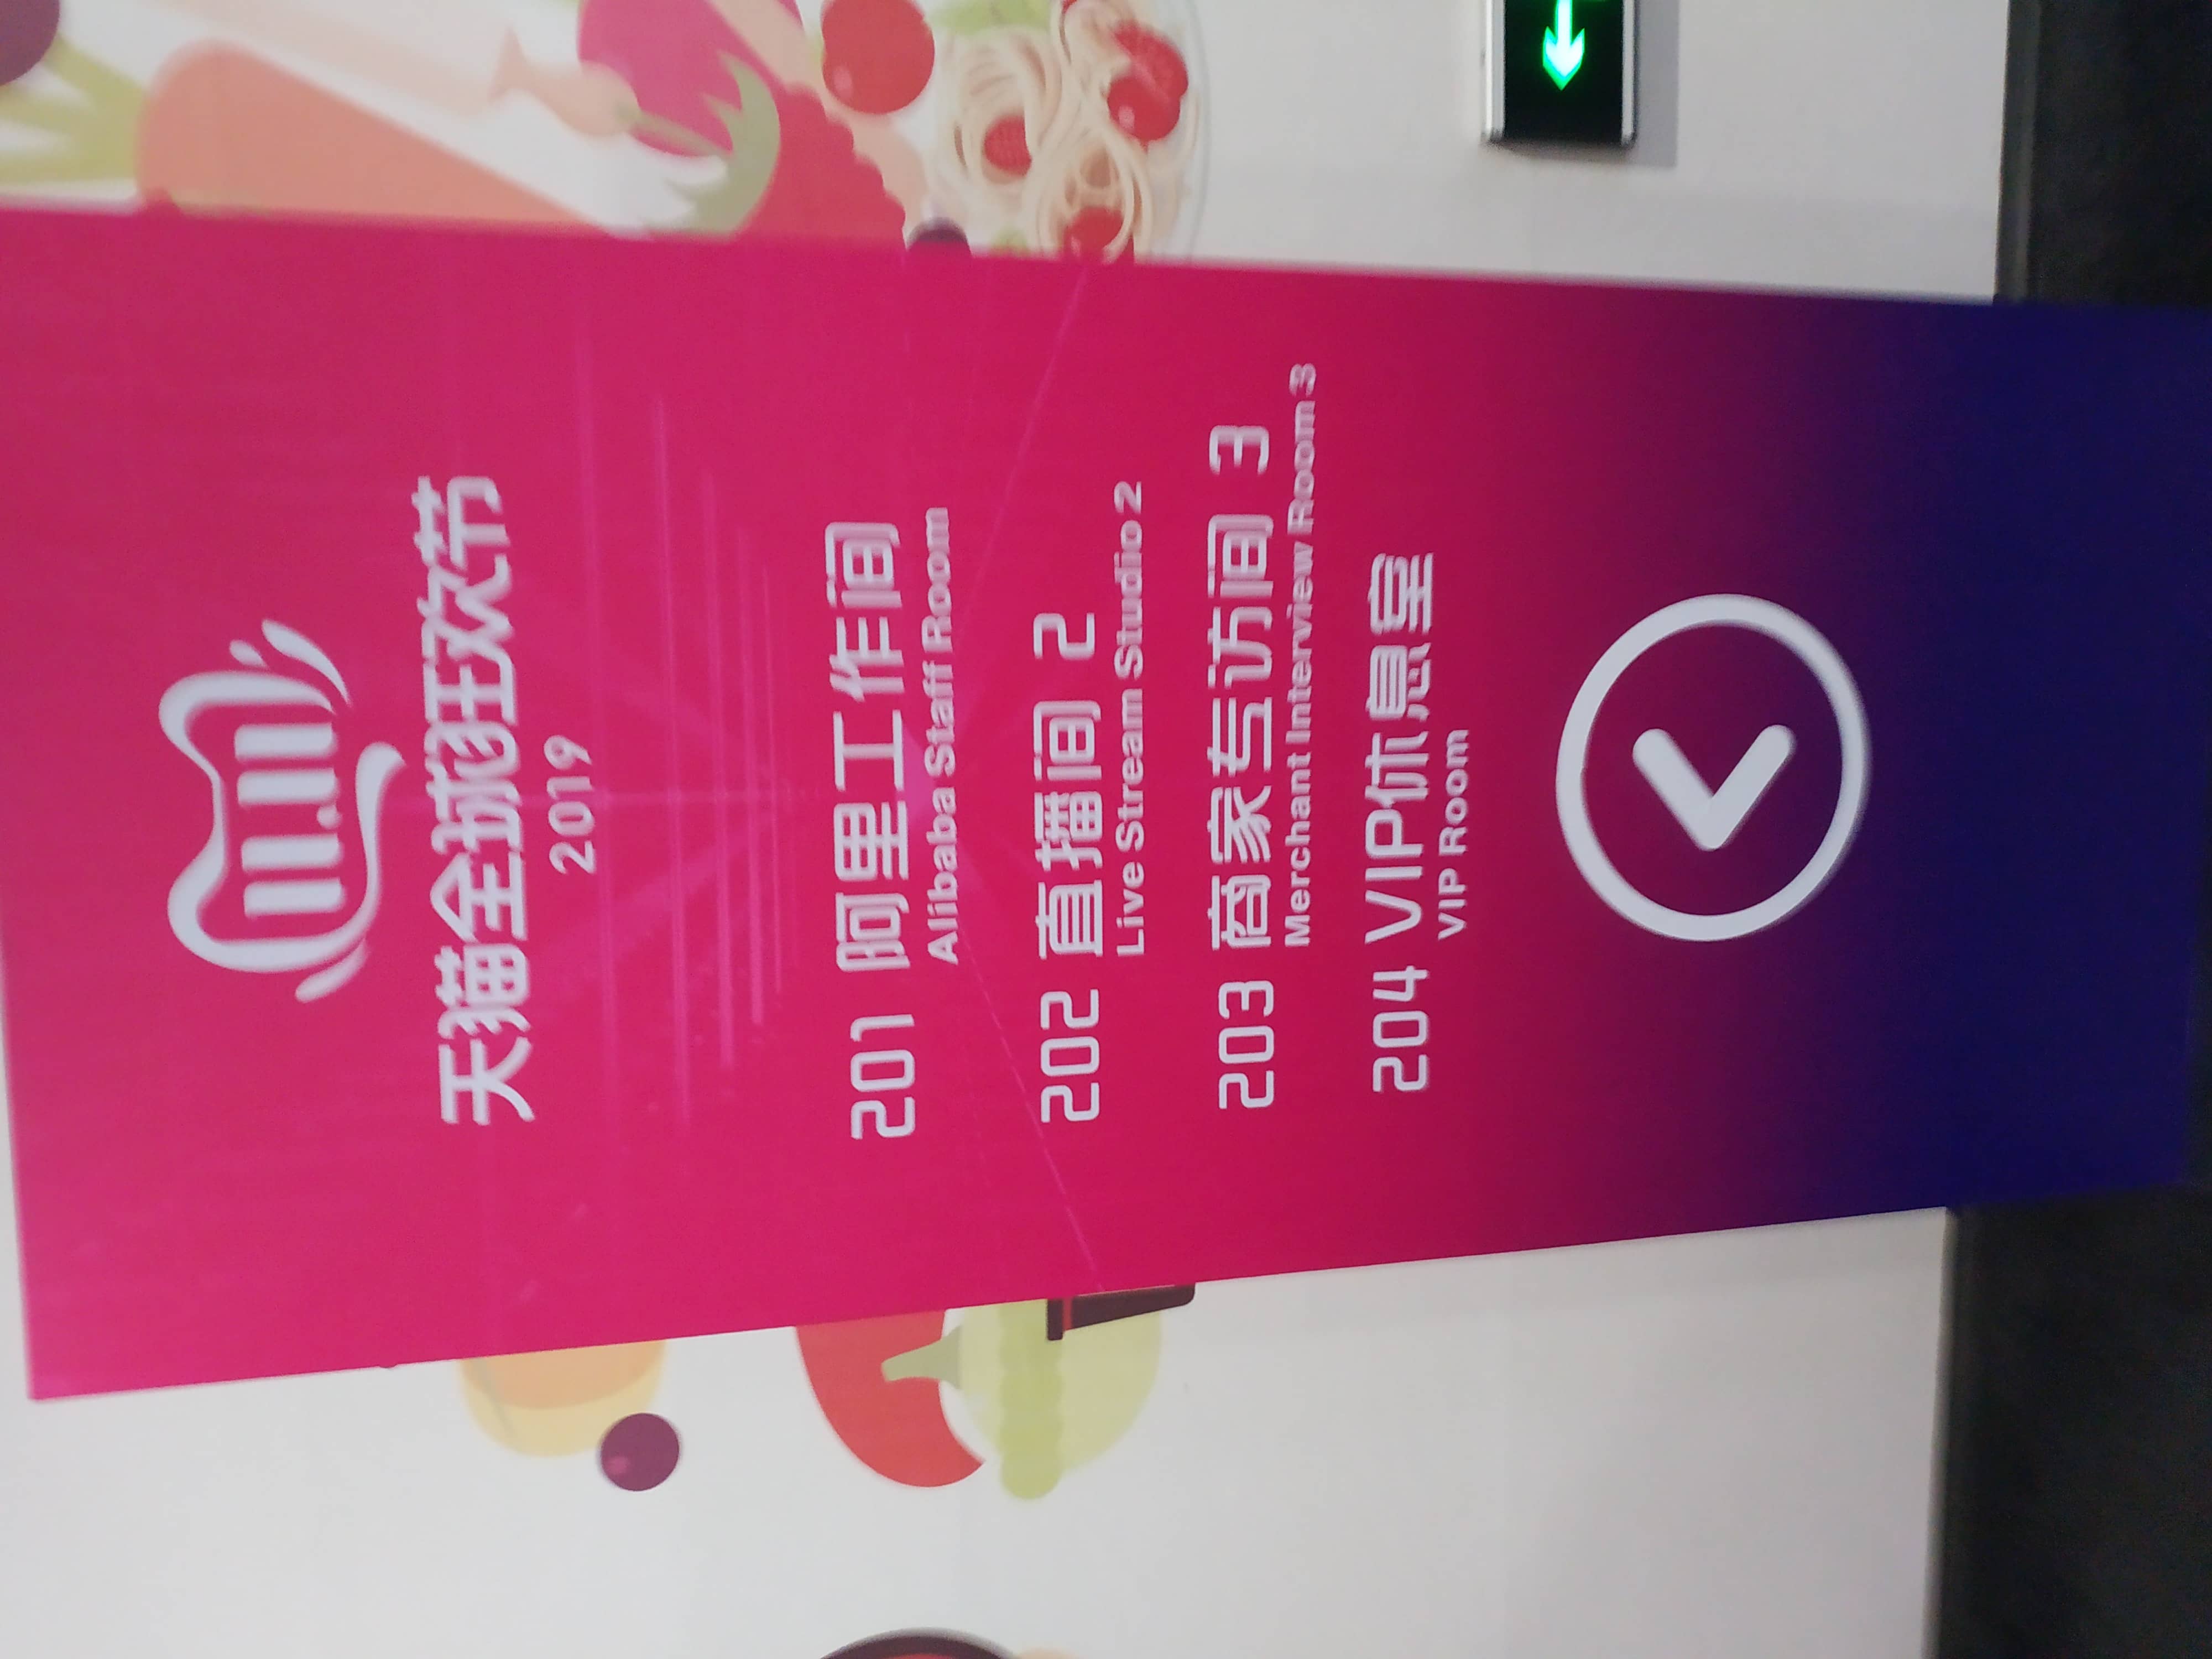 11.11
天猫全球狂欢节
2019
201 阿里工作间
Alibaba Staff Room
202 直播间 2
Live Stream Studio 2
203 商家专访间 3
Merchant Interview Room 3
204 VIP休息室
VIP Room